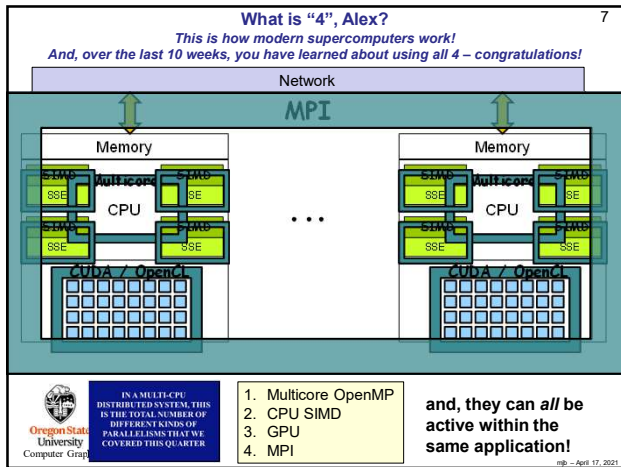 What is “4”, Alex?
7
This is how modern supercomputers work!
And, over the last 10 weeks, you have learned about using all 4 – congratulations!
Network
MPI
Memory
SIMD
SIMD
Multicore
SSE
SSE
CPU
SIMD
SIMD
SSE
SSE
CUDA / OpenCL
...
Memory
SIMD
SIMD
Multicore
SSE
SSE
CPU
SIMD
SIMD
SSE
SSE
CUDA / OpenCL
Oregon State
University
Computer Grap
IN A MULTI-CPU
DISTRIBUTED SYSTEM, THIS
IS THE TOTAL NUMBER OF
DIFFERENT KINDS OF
PARALLELISMS THAT WE
COVERED THIS QUARTER
1. Multicore OpenMP
2. CPU SIMD
3. GPU
4. MPI
and, they can all be
active within the
same application!
mjb – April 17, 2021